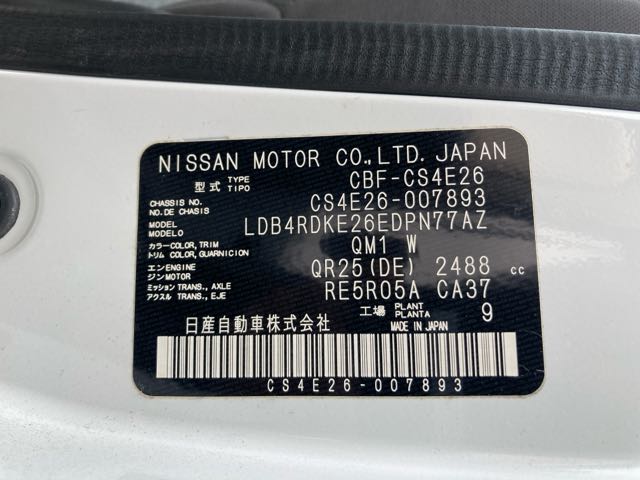 NISSAN MOTOR CO.,LTD. JAPAN
型式 TYPE TIPO CBF-CS4E26
CHASSIS NO. NO. DE CHASSIS CS4E26-007893
MODEL MODELO LDB4RDKE26EDPN77AZ
カラー COLOR, TRIM トリム COLOR, GUARNICION QM1 W
エンジン ENGINE MOTOR QR25(DE) 2488 cc
ミッション TRANS., AXLE アクスル TRANS., EJE RE5R05A CA37
工場 PLANT PLANTA 9
日産自動車株式会社 MADE IN JAPAN
CS4E26-007893